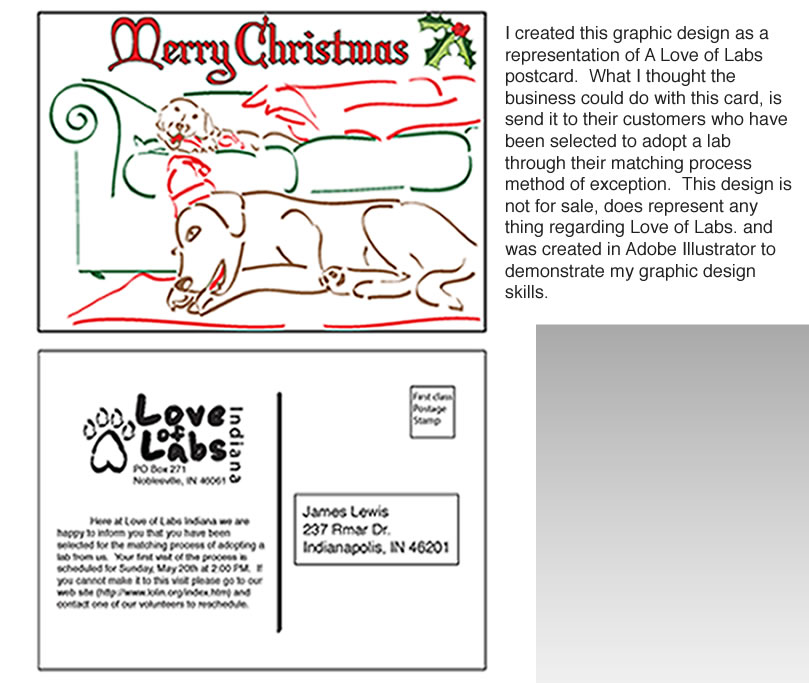 Merry Christmas
I created this graphic design as a
representation of A Love of Labs
postcard.  What I thought the
business could do with this card, is
send it to their customers who have
been selected to adopt a lab
through their matching process
method of exception.  This design is
not for sale, does represent any
thing regarding Love of Labs. and
was created in Adobe Illustrator to
demonstrate my graphic design
skills.
Love
of
Labs
Indiana
PO Box 271
Noblesville, IN 46061
Here at Love of Labs Indiana we are
happy to inform you that you have been
selected for the matching process of adopting a
lab from us.  Your first visit of the process is
scheduled for Sunday, May 20th at 2:00 PM.  If
you cannot make it to this visit please go to our
web site (http://www.lolin.org/index.htm) and
contact one of our volunteers to reschedule.
First class
Postage
Stamp
James Lewis
237 Rmar Dr.
Indianapolis, IN 46201